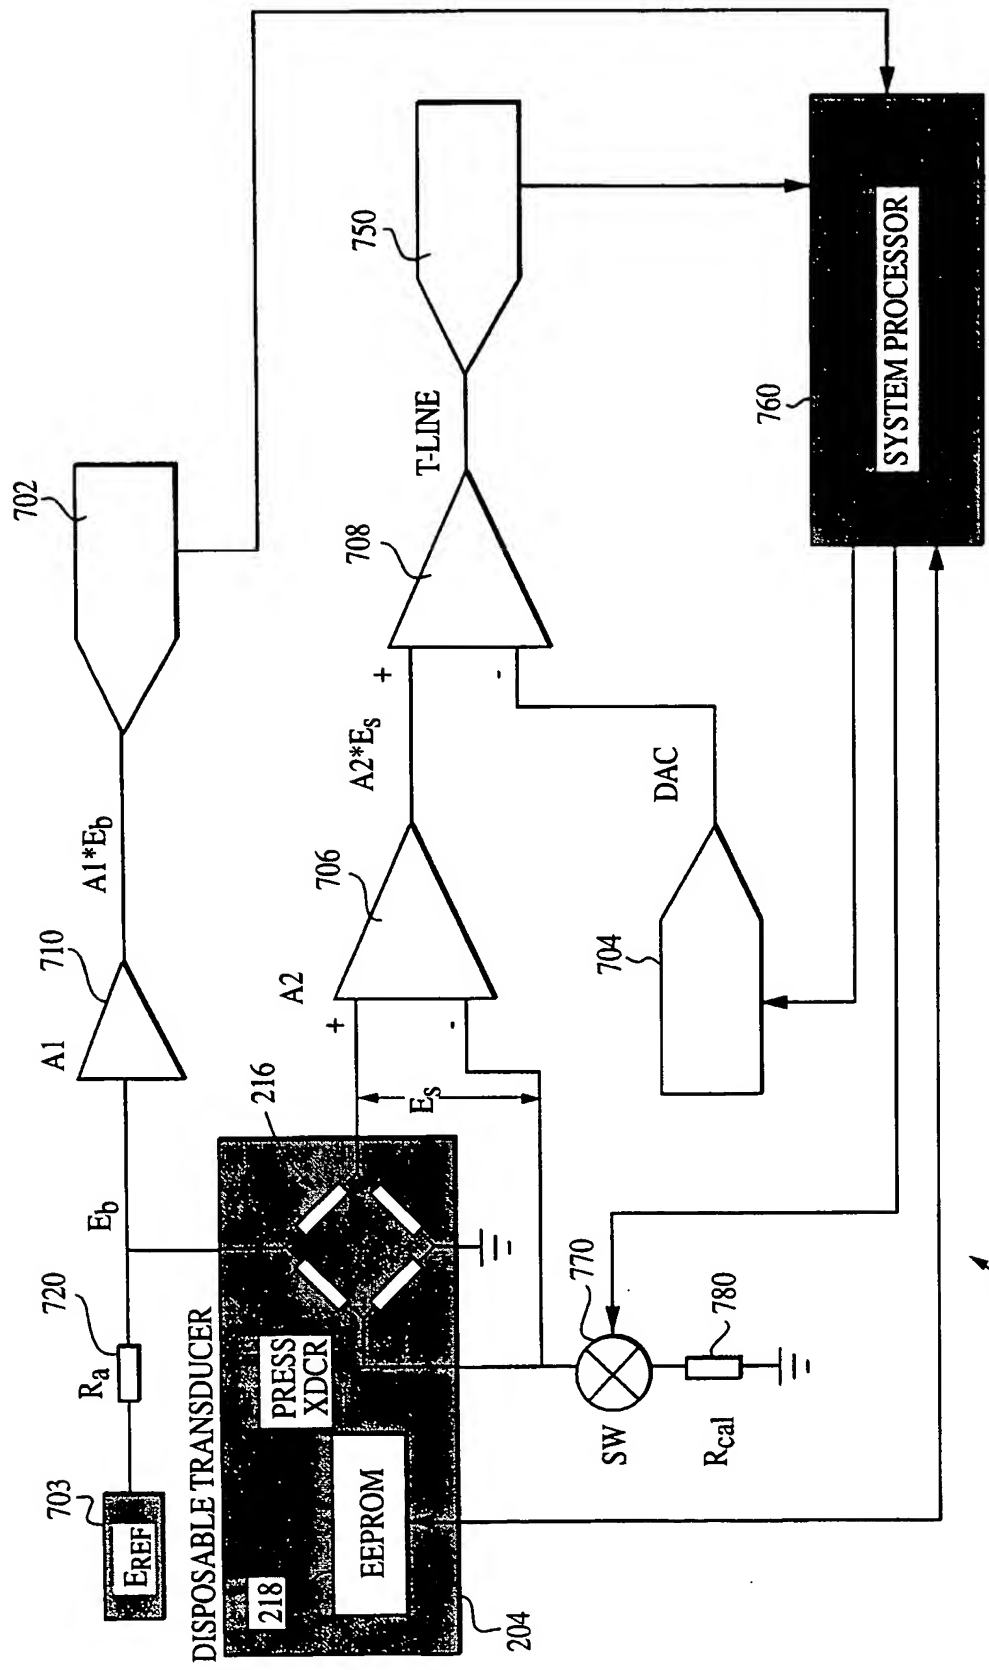 703
EREF
720
Ra
Eb
A1
710
A1*Eb
702
DISPOSABLE TRANSDUCER
218
EEPROM
PRESS
XDCR
216
204
Es
A2
+
-
706
A2*Es
+
-
708
T-LINE
750
DAC
704
SW
770
Rcal
780
760
SYSTEM PROCESSOR